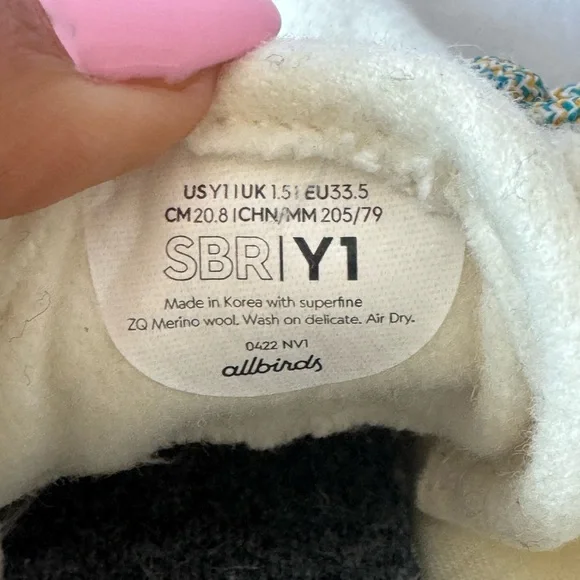 US Y1 | UK 1.5 | EU 33.5
CM 20.8 | CHN/MM 205/79
SBR | Y1
Made in Korea with superfine
ZQ Merino wool. Wash on delicate. Air Dry.
0422 NV1
allbirds